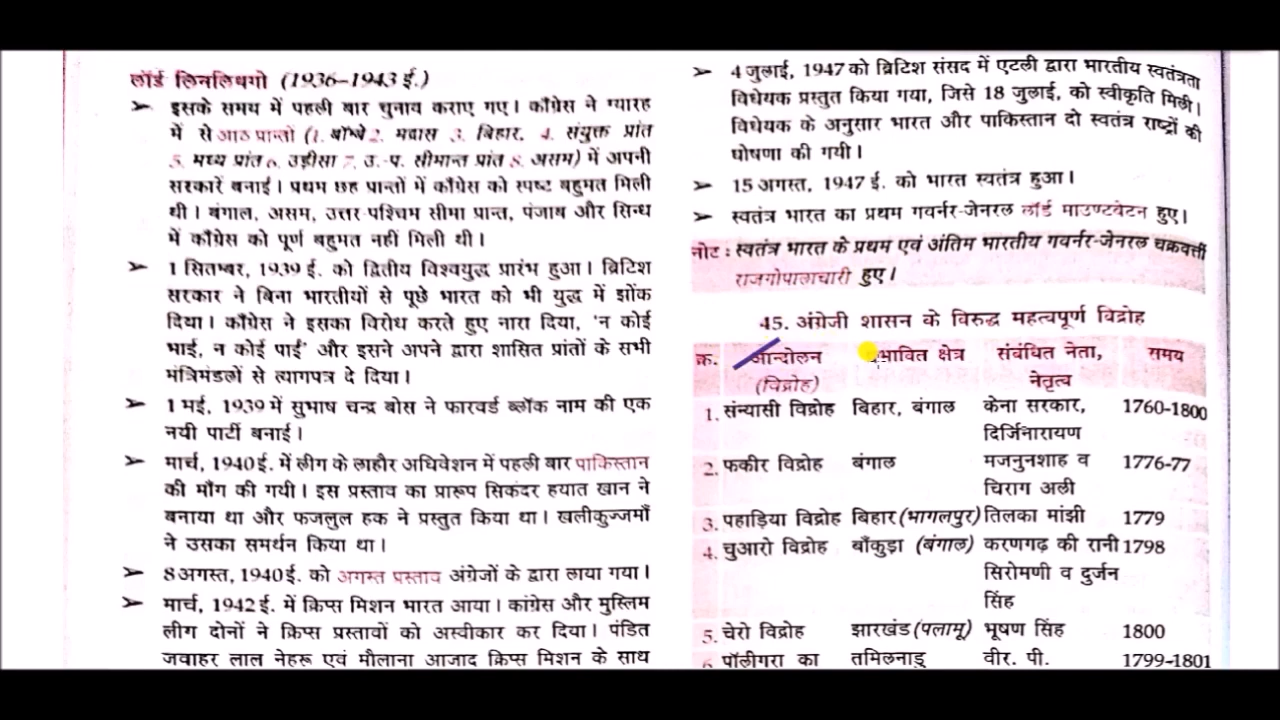 लॉर्ड लिनलिथगो (1936–1943 ई.)
➢ इसके समय में पहली बार चुनाव कराए गए। काँग्रेस ने ग्यारह
में से आठ प्रान्तों (1. बॉम्बे 2. मद्रास 3. बिहार, 4. संयुक्त प्रांत
5. मध्य प्रांत 6. उड़ीसा 7. उ.-प. सीमान्त प्रांत 8. असम) में अपनी
सरकारें बनाई। प्रथम छह प्रान्तों में काँग्रेस को स्पष्ट बहुमत मिली
थी। बंगाल, असम, उत्तर-पश्चिम सीमा प्रान्त, पंजाब और सिन्ध
में काँग्रेस को पूर्ण बहुमत नहीं मिली थी।
➢ 1 सितम्बर, 1939 ई. को द्वितीय विश्वयुद्ध प्रारंभ हुआ। ब्रिटिश
सरकार ने बिना भारतीयों से पूछे भारत को भी युद्ध में झोंक
दिया। काँग्रेस ने इसका विरोध करते हुए नारा दिया, 'न कोई
भाई, न कोई पाई' और इसने अपने द्वारा शासित प्रांतों के सभी
मंत्रिमंडलों से त्यागपत्र दे दिया।
➢ 1 मई, 1939 में सुभाष चन्द्र बोस ने फारवर्ड ब्लॉक नाम की एक
नयी पार्टी बनाई।
➢ मार्च, 1940 ई. में लीग के लाहौर अधिवेशन में पहली बार पाकिस्तान
की माँग की गयी। इस प्रस्ताव का प्रारूप सिकंदर हयात खान ने
बनाया था और फजलुल हक ने प्रस्तुत किया था। खलीकुज्जमाँ
ने उसका समर्थन किया था।
➢ 8 अगस्त, 1940 ई. को अगस्त प्रस्ताव अंग्रेजों के द्वारा लाया गया।
➢ मार्च, 1942 ई. में क्रिप्स मिशन भारत आया। कांग्रेस और मुस्लिम
लीग दोनों ने क्रिप्स प्रस्तावों को अस्वीकार कर दिया। पंडित
जवाहर लाल नेहरू एवं मौलाना आजाद क्रिप्स मिशन के साथ
➢ 4 जुलाई, 1947 को ब्रिटिश संसद में एटली द्वारा भारतीय स्वतंत्रता
विधेयक प्रस्तुत किया गया, जिसे 18 जुलाई, को स्वीकृति मिली।
विधेयक के अनुसार भारत और पाकिस्तान दो स्वतंत्र राष्ट्रों की
घोषणा की गयी।
➢ 15 अगस्त, 1947 ई. को भारत स्वतंत्र हुआ।
➢ स्वतंत्र भारत का प्रथम गवर्नर-जेनरल लॉर्ड माउण्टबेटन हुए।
नोट : स्वतंत्र भारत के प्रथम एवं अंतिम भारतीय गवर्नर-जेनरल चक्रवर्ती
राजगोपालाचारी हुए।
45. अंग्रेजी शासन के विरुद्ध महत्वपूर्ण विद्रोह
क्र. आन्दोलन प्रभावित क्षेत्र संबंधित नेता, समय
(विद्रोह) नेतृत्व
1. संन्यासी विद्रोह बिहार, बंगाल केना सरकार, 1760-1800
दिर्जिनारायण
2. फकीर विद्रोह बंगाल मजनुनशाह व 1776-77
चिराग अली
3. पहाड़िया विद्रोह बिहार (भागलपुर) तिलका मांझी 1779
4. चुआरो विद्रोह बाँकुड़ा (बंगाल) करणगढ़ की रानी 1798
सिरोमणी व दुर्जन
सिंह
5. चेरो विद्रोह झारखंड (पलामू) भूषण सिंह 1800
6. पॉलीगरा का तमिलनाडु वीर. पी. 1799-1801